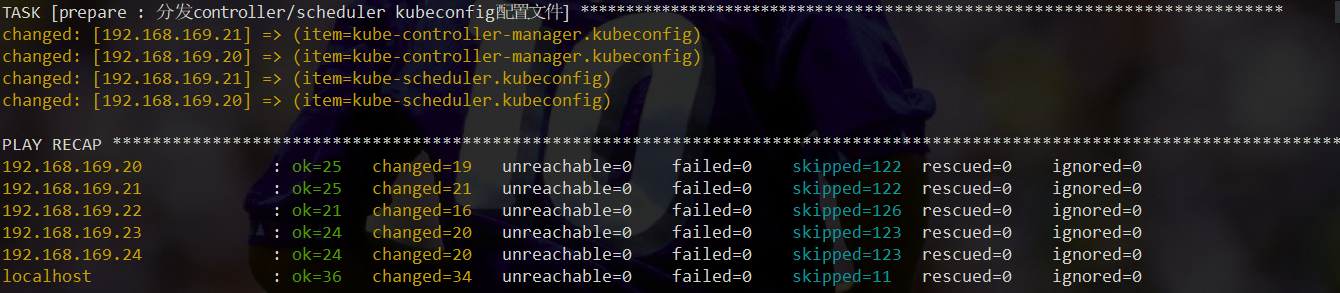 TASK [prepare : 分发controller/scheduler kubeconfig配置文件] ****************************************************************************
changed: [192.168.169.21] => (item=kube-controller-manager.kubeconfig)
changed: [192.168.169.20] => (item=kube-controller-manager.kubeconfig)
changed: [192.168.169.21] => (item=kube-scheduler.kubeconfig)
changed: [192.168.169.20] => (item=kube-scheduler.kubeconfig)
PLAY RECAP ***************************************************************************************************************************
192.168.169.20 : ok=25 changed=19 unreachable=0 failed=0 skipped=122 rescued=0 ignored=0
192.168.169.21 : ok=25 changed=21 unreachable=0 failed=0 skipped=122 rescued=0 ignored=0
192.168.169.22 : ok=21 changed=16 unreachable=0 failed=0 skipped=126 rescued=0 ignored=0
192.168.169.23 : ok=24 changed=20 unreachable=0 failed=0 skipped=123 rescued=0 ignored=0
192.168.169.24 : ok=24 changed=20 unreachable=0 failed=0 skipped=123 rescued=0 ignored=0
localhost : ok=36 changed=34 unreachable=0 failed=0 skipped=11 rescued=0 ignored=0